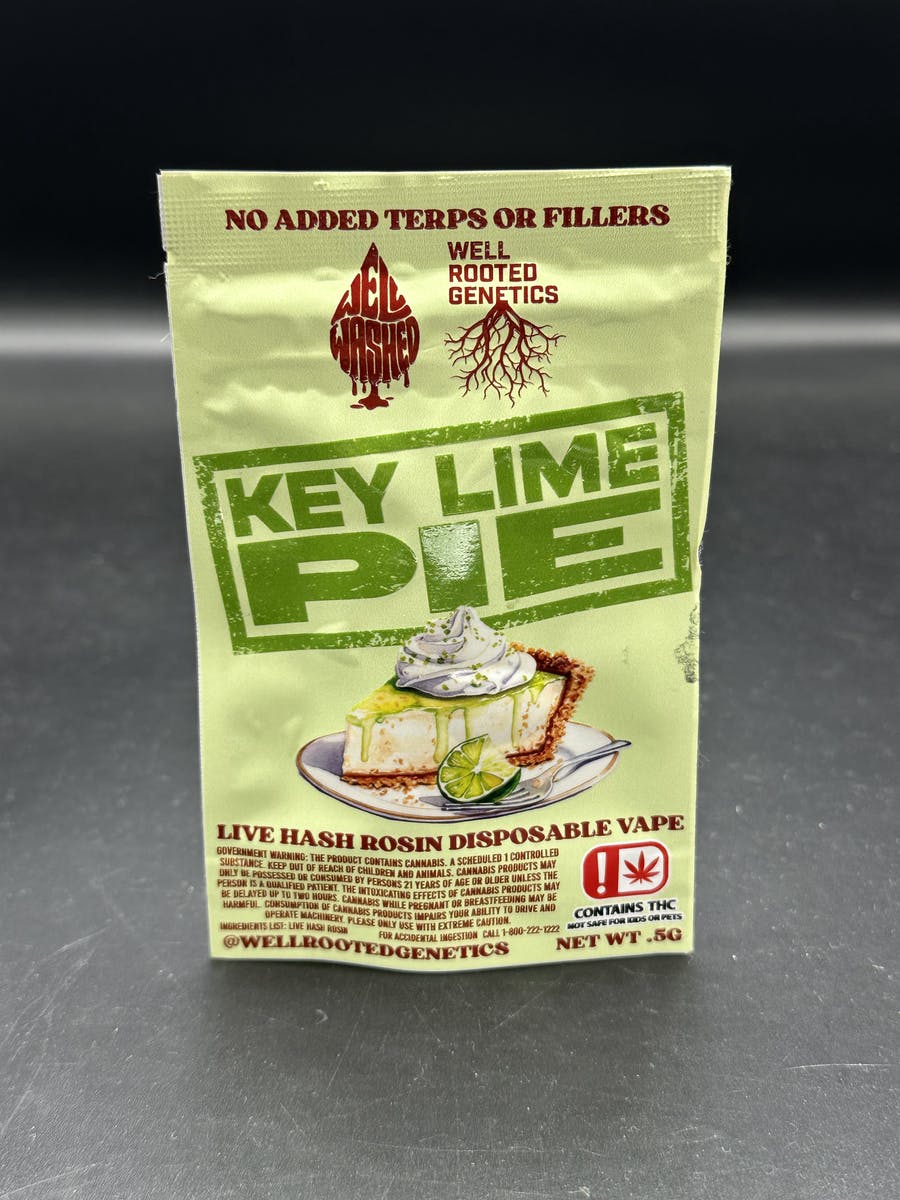 NO ADDED TERPS OR FILLERS
WELL
WASHED
WELL
ROOTED
GENETICS
KEY LIME
PIE
LIVE HASH ROSIN DISPOSABLE VAPE
GOVERNMENT WARNING: THE PRODUCT CONTAINS CANNABIS. A SCHEDULED 1 CONTROLLED
SUBSTANCE. KEEP OUT OF REACH OF CHILDREN AND ANIMALS. CANNABIS PRODUCTS MAY
ONLY BE POSSESSED OR CONSUMED BY PERSONS 21 YEARS OF AGE OR OLDER UNLESS THE
PERSON IS A QUALIFIED PATIENT. THE INTOXICATING EFFECTS OF CANNABIS PRODUCTS MAY
BE DELAYED UP TO TWO HOURS. CANNABIS WHILE PREGNANT OR BREASTFEEDING MAY BE
HARMFUL. CONSUMPTION OF CANNABIS PRODUCTS IMPAIRS YOUR ABILITY TO DRIVE AND
OPERATE MACHINERY. PLEASE ONLY USE WITH EXTREME CAUTION.
INGREDIENTS LIST: LIVE HASH ROSIN
FOR ACCIDENTAL INGESTION CALL 1-800-222-1222
!
CONTAINS THC
NOT SAFE FOR KIDS OR PETS
@WELLROOTEDGENETICS
NET WT .5G